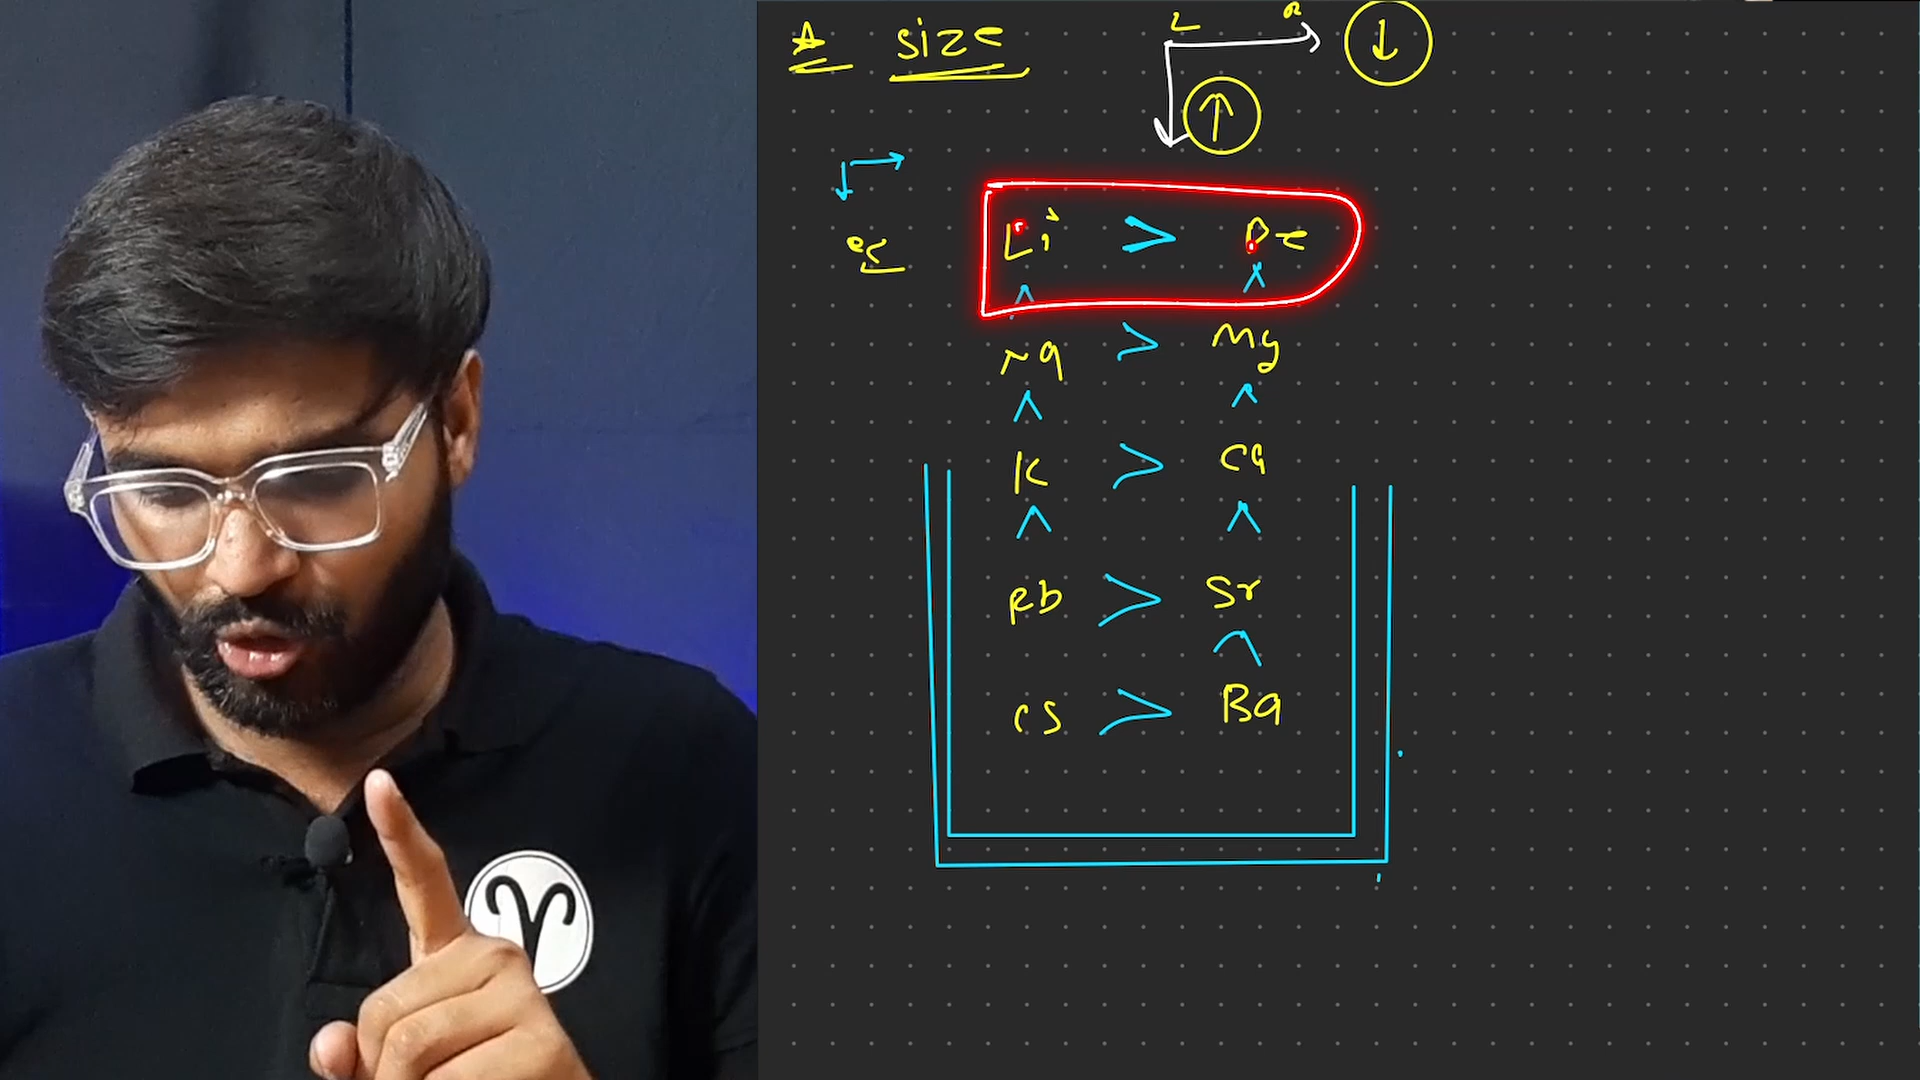 size
L R
Li > Be
Na > Mg
K > Ca
Rb > Sr
Cs > Ba